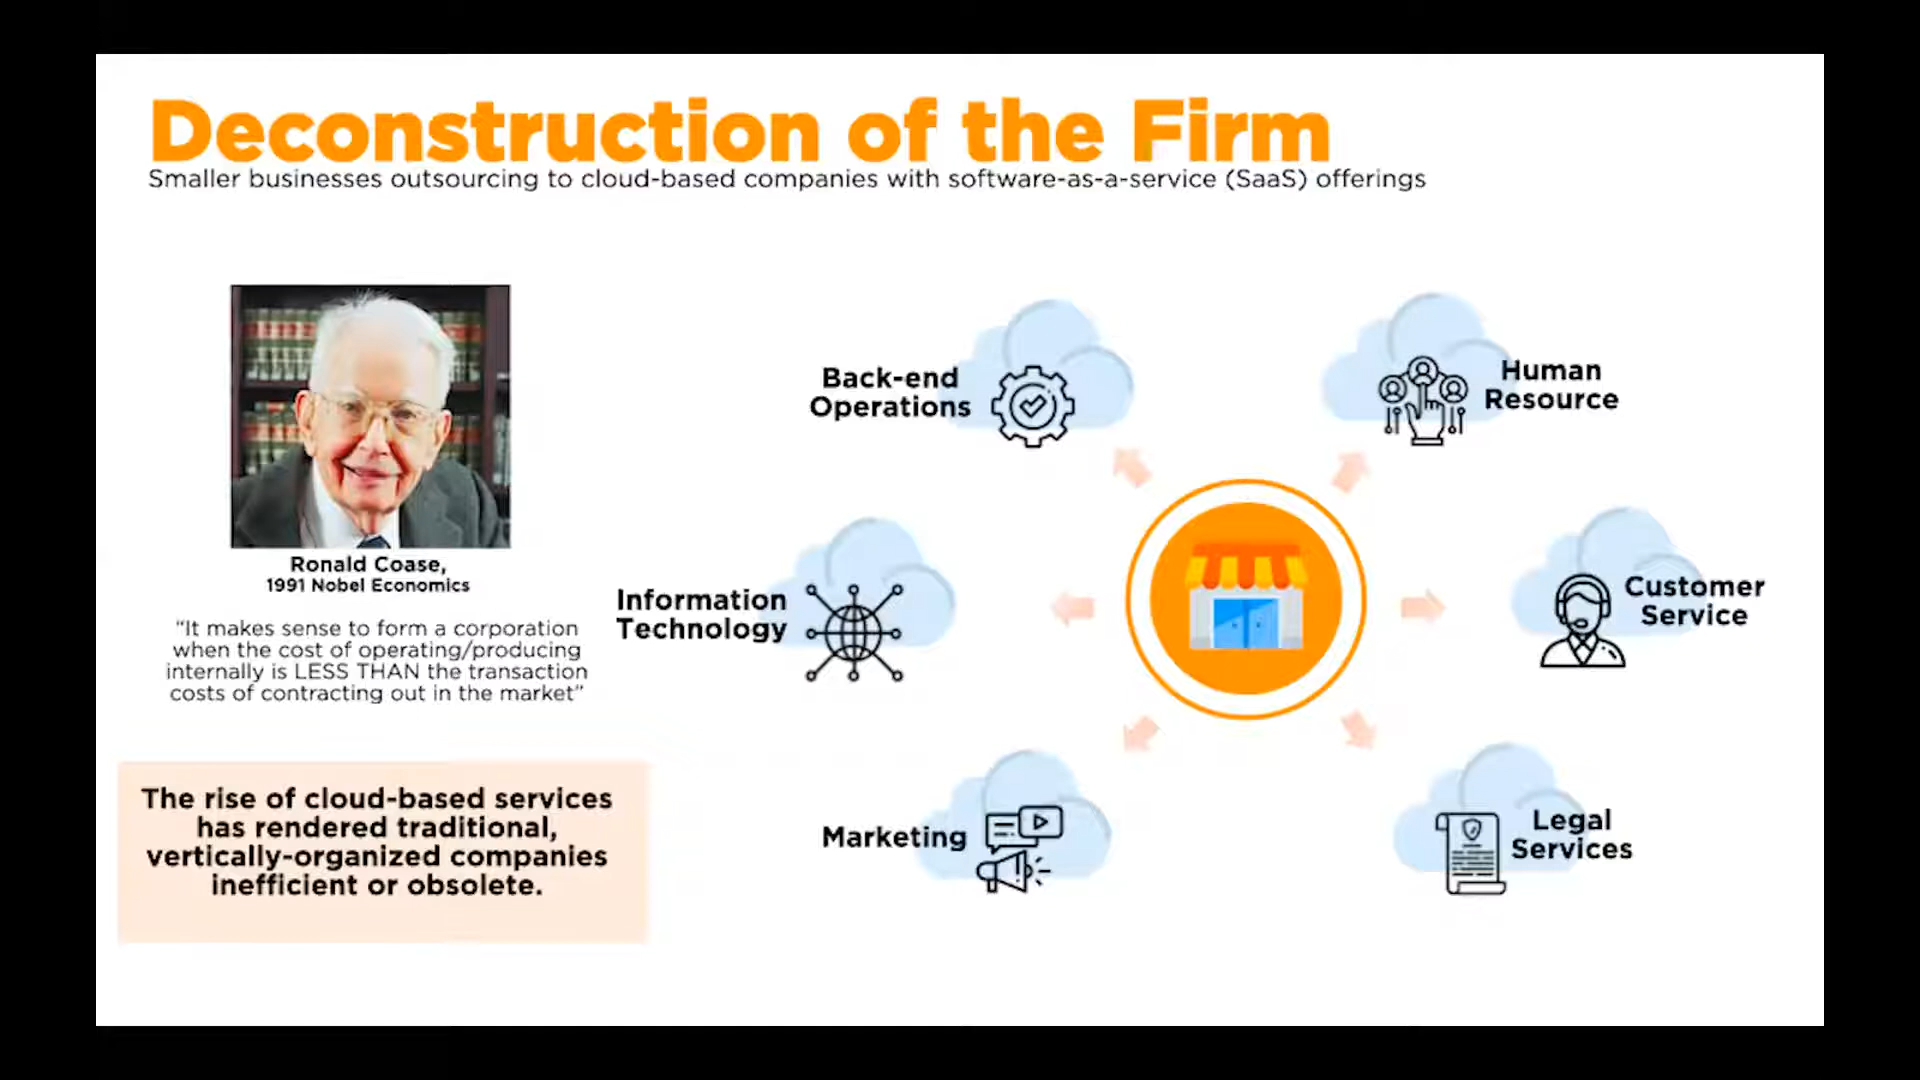 Deconstruction of the Firm
Smaller businesses outsourcing to cloud-based companies with software-as-a-service (SaaS) offerings
Ronald Coase,
1991 Nobel Economics
“It makes sense to form a corporation
when the cost of operating/producing
internally is LESS THAN the transaction
costs of contracting out in the market”
The rise of cloud-based services
has rendered traditional,
vertically-organized companies
inefficient or obsolete.
Back-end
Operations
Human
Resource
Information
Technology
Customer
Service
Marketing
Legal
Services